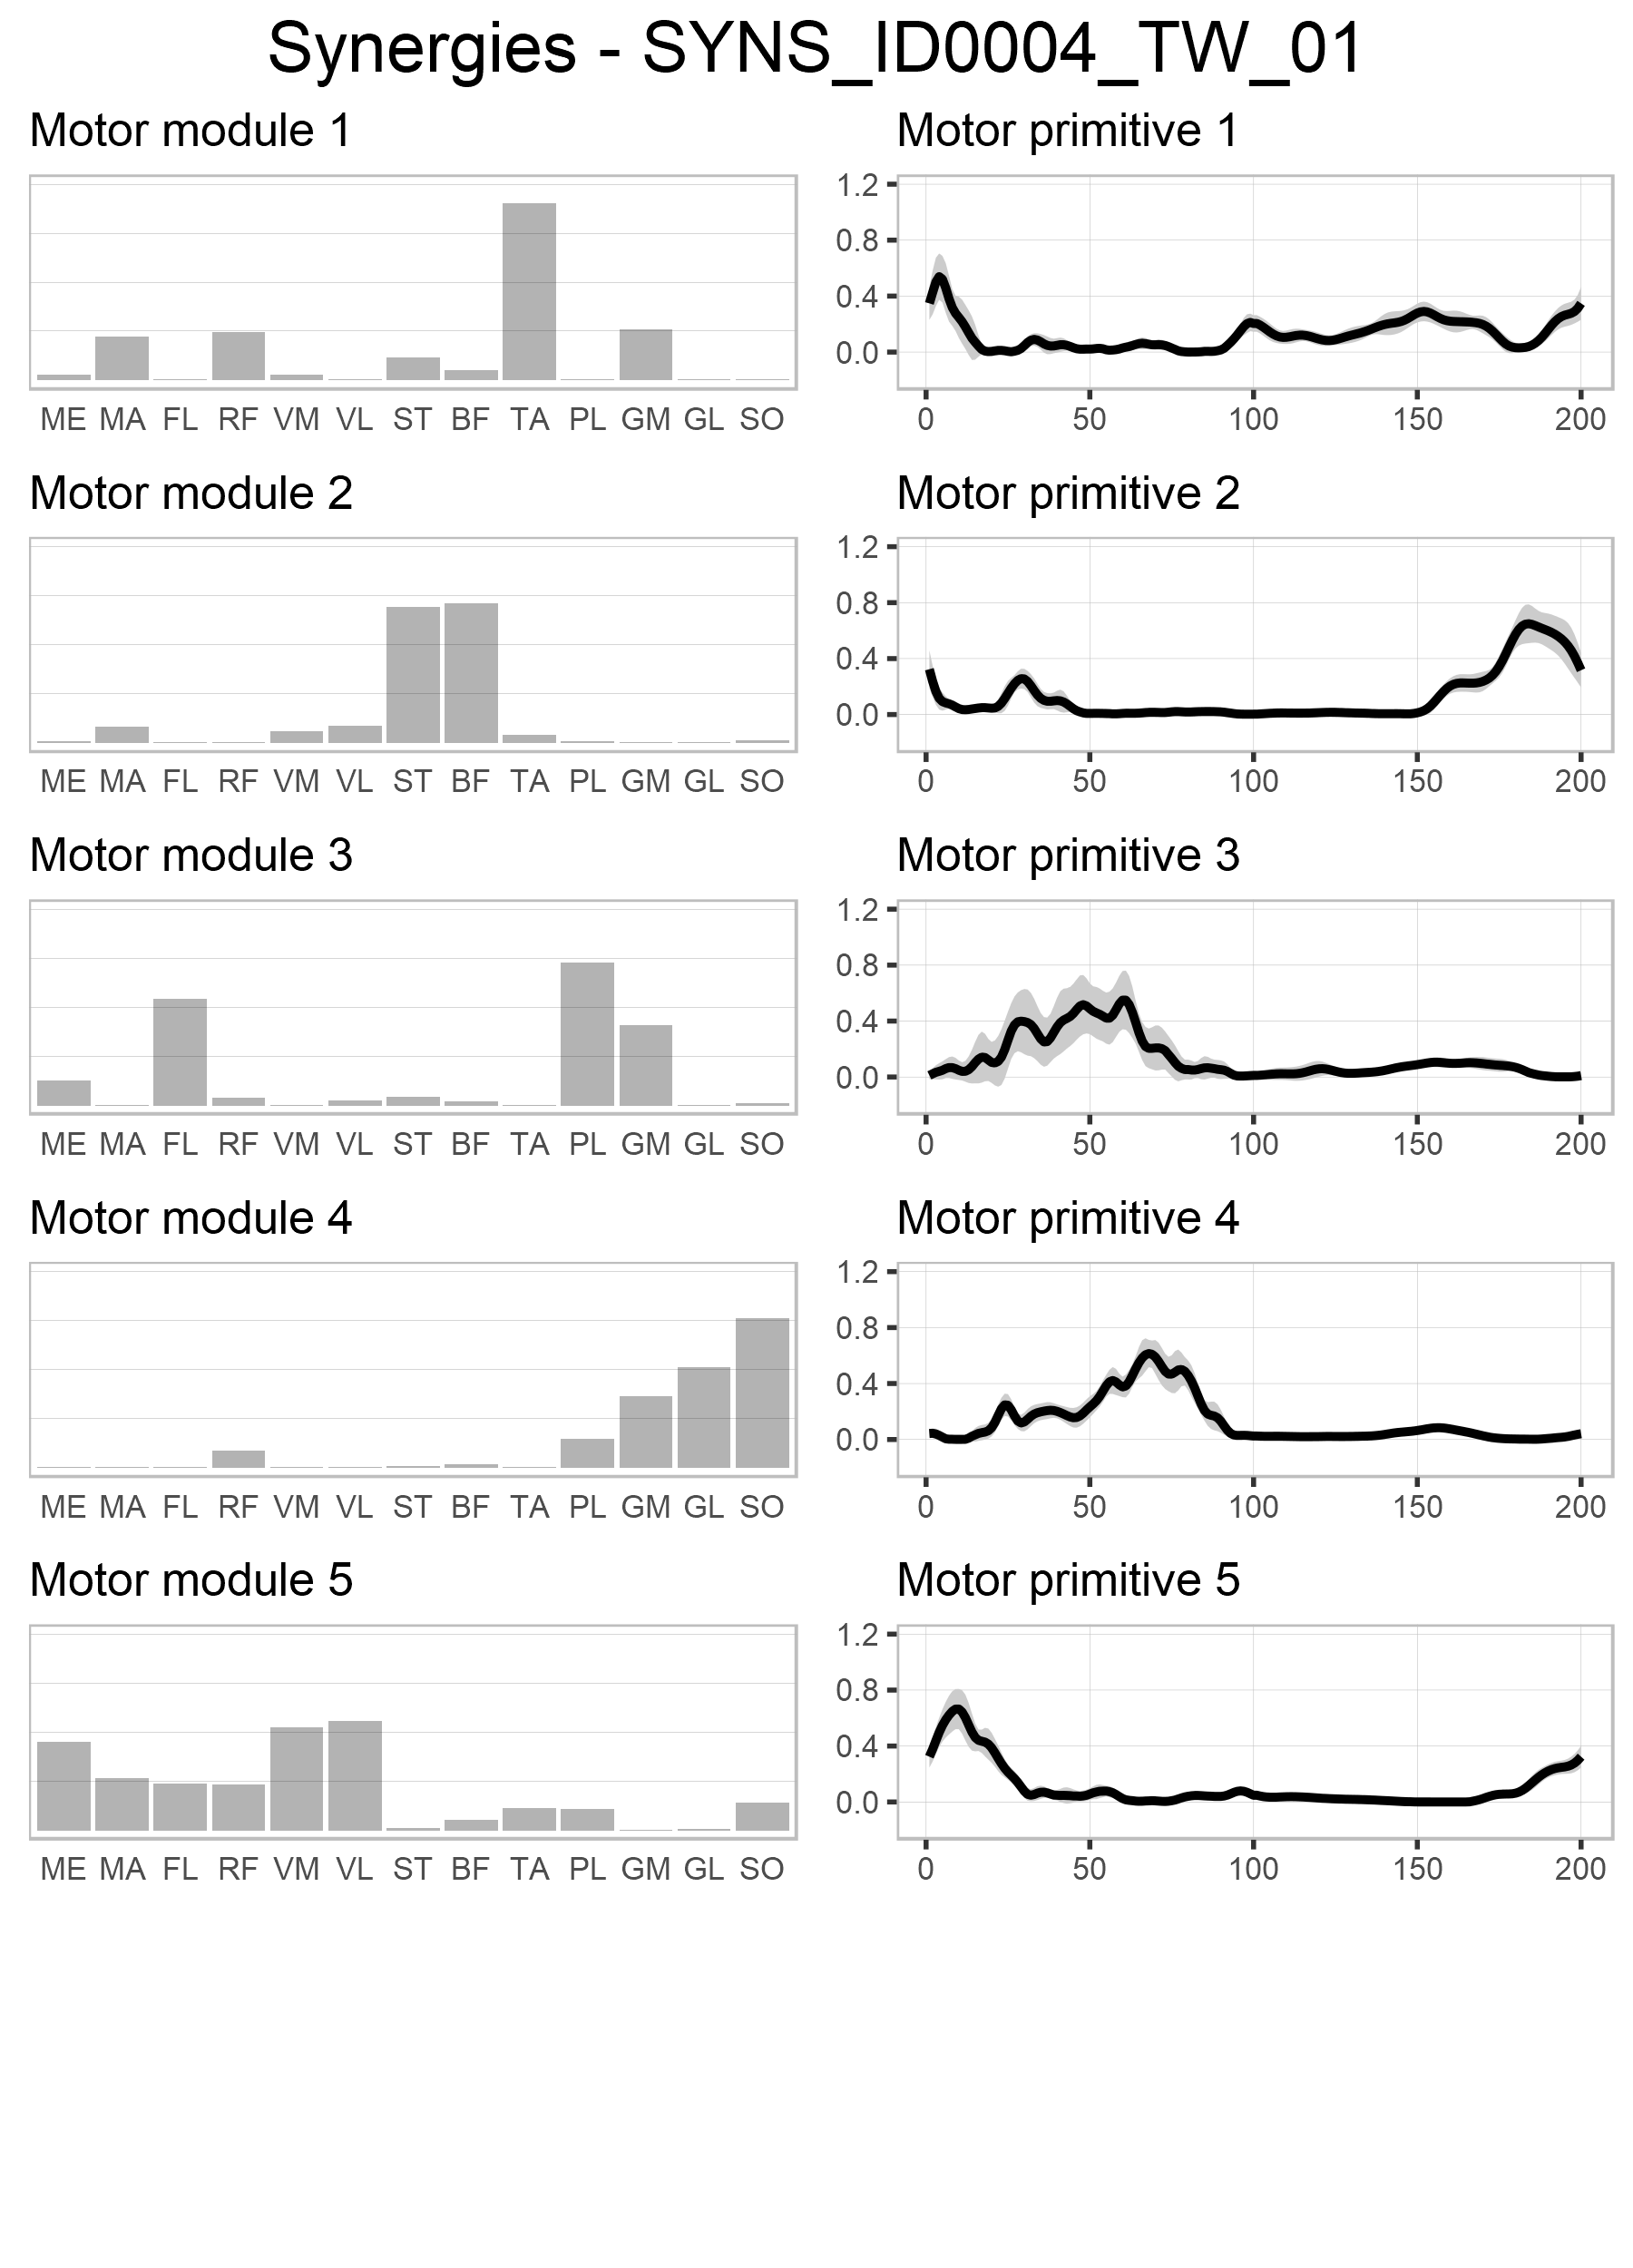 Synergies - SYNS_ID0004_TW_01
Motor module 1
Motor primitive 1
1.2
0.8
0.4
0.0
ME MA FL RF VM VL ST BF TA PL GM GL SO
0 50 100 150 200
Motor module 2
Motor primitive 2
1.2
0.8
0.4
0.0
ME MA FL RF VM VL ST BF TA PL GM GL SO
0 50 100 150 200
Motor module 3
Motor primitive 3
1.2
0.8
0.4
0.0
ME MA FL RF VM VL ST BF TA PL GM GL SO
0 50 100 150 200
Motor module 4
Motor primitive 4
1.2
0.8
0.4
0.0
ME MA FL RF VM VL ST BF TA PL GM GL SO
0 50 100 150 200
Motor module 5
Motor primitive 5
1.2
0.8
0.4
0.0
ME MA FL RF VM VL ST BF TA PL GM GL SO
0 50 100 150 200